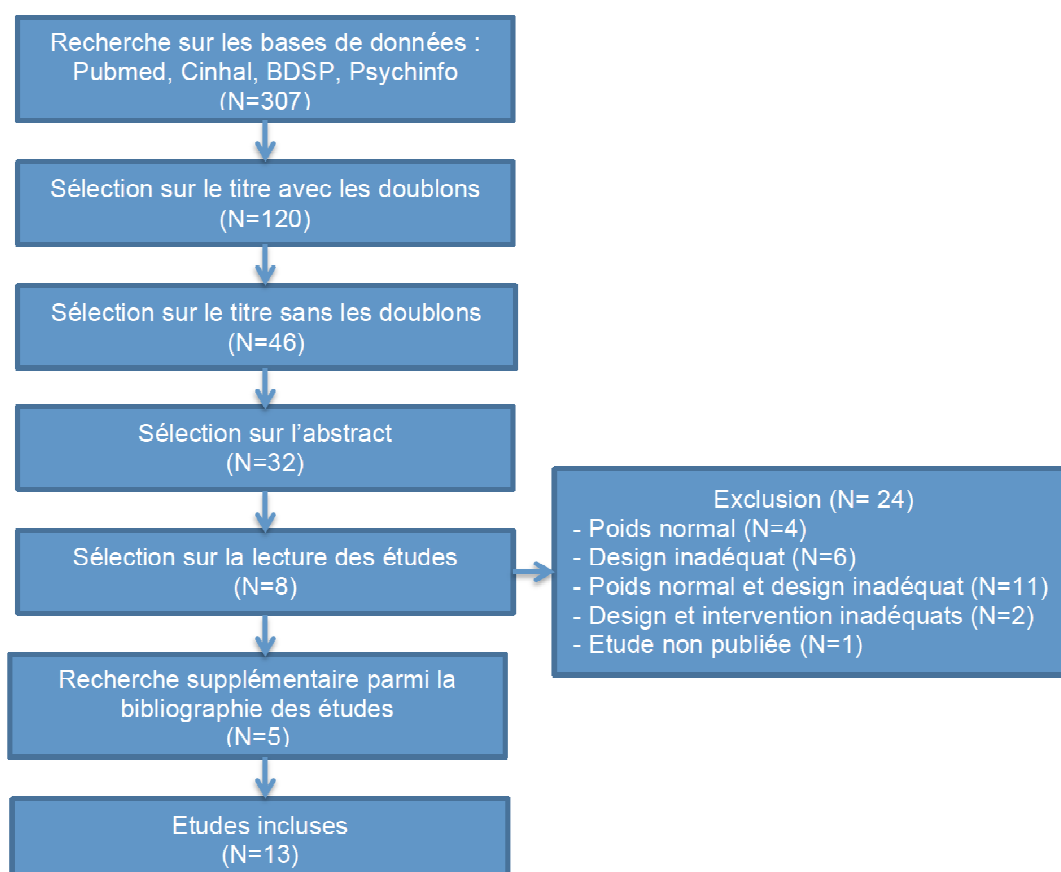 Recherche sur les bases de données :
Pubmed, Cinhal, BDSP, Psychinfo
(N=307)
Sélection sur le titre avec les doublons
(N=120)
Sélection sur le titre sans les doublons
(N=46)
Sélection sur l’abstract
(N=32)
Sélection sur la lecture des études
(N=8)
Exclusion (N= 24)
- Poids normal (N=4)
- Design inadéquat (N=6)
- Poids normal et design inadéquat (N=11)
- Design et intervention inadéquats (N=2)
- Etude non publiée (N=1)
Recherche supplémentaire parmi la
bibliographie des études
(N=5)
Etudes incluses
(N=13)